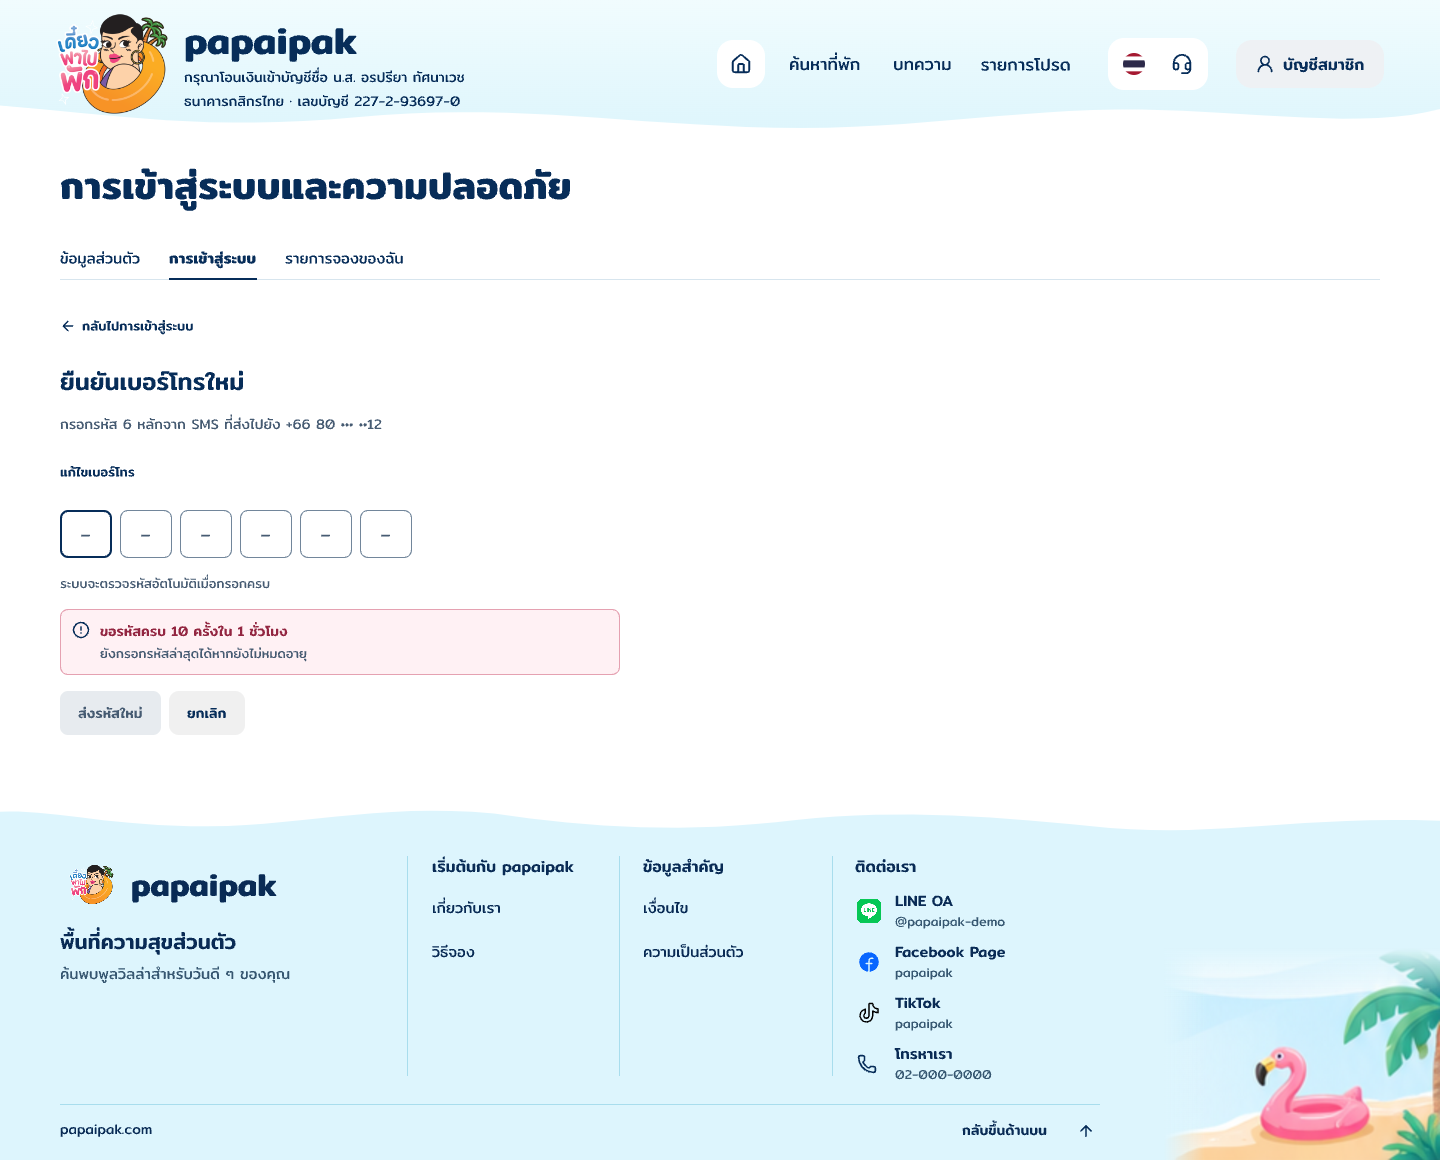 เดี๋ยว
พาไป
พัก
papaipak
กรุณาโอนเงินเข้าบัญชีชื่อ น.ส. อรปรียา ทัศนาเวช
ธนาคารกสิกรไทย · เลขบัญชี 227-2-93697-0
ค้นหาที่พัก
บทความ
รายการโปรด
บัญชีสมาชิก
การเข้าสู่ระบบและความปลอดภัย
ข้อมูลส่วนตัว
การเข้าสู่ระบบ
รายการจองของฉัน
กลับไปการเข้าสู่ระบบ
ยืนยันเบอร์โทรใหม่
กรอกรหัส 6 หลักจาก SMS ที่ส่งไปยัง +66 80 ••• ••12
แก้ไขเบอร์โทร
– – – – – –
ระบบจะตรวจรหัสอัตโนมัติเมื่อกรอกครบ
ขอรหัสครบ 10 ครั้งใน 1 ชั่วโมง
ยังกรอกรหัสล่าสุดได้หากยังไม่หมดอายุ
ส่งรหัสใหม่
ยกเลิก
เดี๋ยว
พาไป
พัก
papaipak
พื้นที่ความสุขส่วนตัว
ค้นพบพูลวิลล่าสำหรับวันดี ๆ ของคุณ
เริ่มต้นกับ papaipak
เกี่ยวกับเรา
วิธีจอง
ข้อมูลสำคัญ
เงื่อนไข
ความเป็นส่วนตัว
ติดต่อเรา
LINE
LINE OA
@papaipak-demo
Facebook Page
papaipak
TikTok
papaipak
โทรหาเรา
02-000-0000
papaipak.com
กลับขึ้นด้านบน